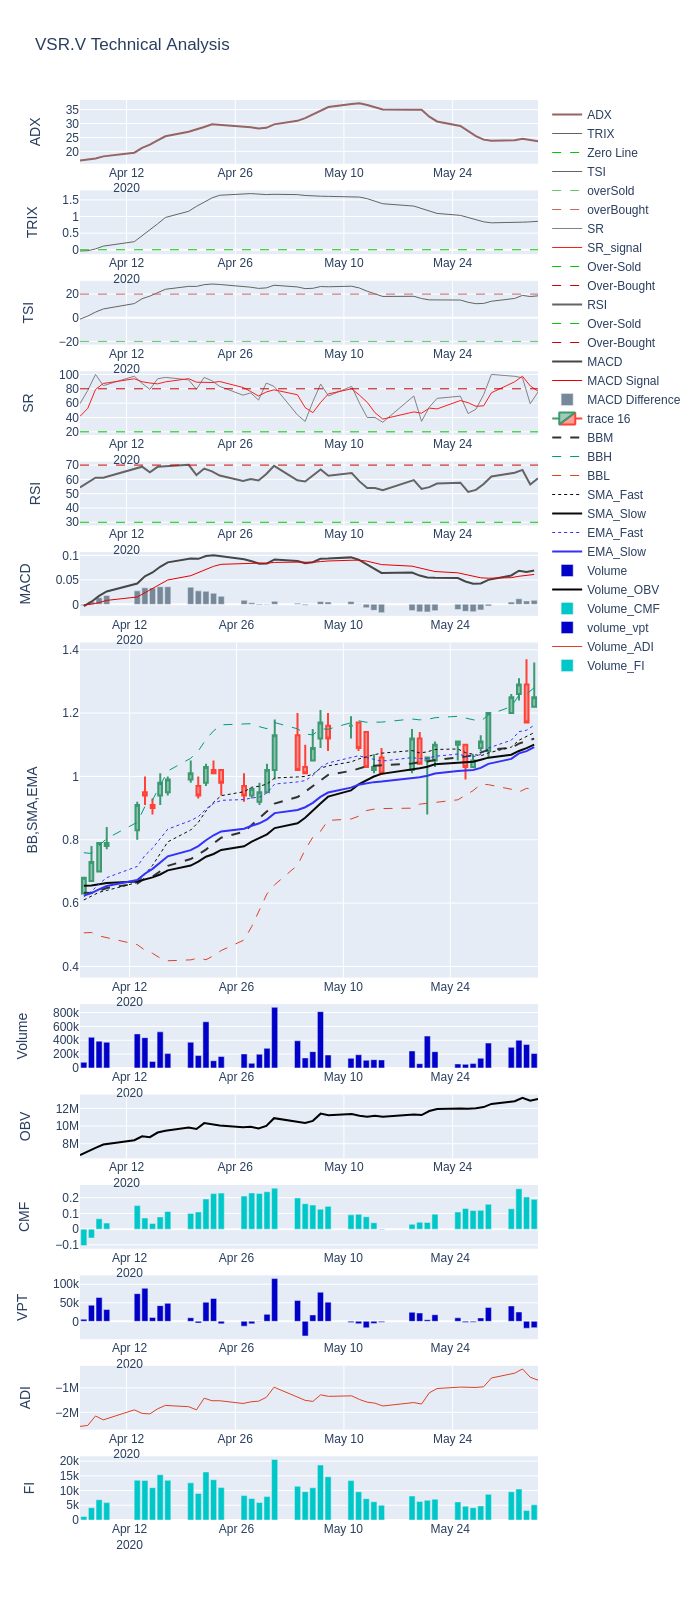 VSR.V Technical Analysis
ADX
35
30
25
20
Apr 12
2020
Apr 26
May 10
May 24
TRIX
1.5
1
0.5
0
Apr 12
2020
Apr 26
May 10
May 24
TSI
20
0
−20
Apr 12
2020
Apr 26
May 10
May 24
SR
100
80
60
40
20
Apr 12
2020
Apr 26
May 10
May 24
RSI
70
60
50
40
30
Apr 12
2020
Apr 26
May 10
May 24
MACD
0.1
0.05
0
Apr 12
2020
Apr 26
May 10
May 24
BB,SMA,EMA
1.4
1.2
1
0.8
0.6
0.4
Apr 12
2020
Apr 26
May 10
May 24
Volume
800k
600k
400k
200k
0
Apr 12
2020
Apr 26
May 10
May 24
OBV
12M
10M
8M
Apr 12
2020
Apr 26
May 10
May 24
CMF
0.2
0.1
0
−0.1
Apr 12
2020
Apr 26
May 10
May 24
VPT
100k
50k
0
Apr 12
2020
Apr 26
May 10
May 24
ADI
−1M
−2M
Apr 12
2020
Apr 26
May 10
May 24
FI
20k
15k
10k
5k
0
Apr 12
2020
Apr 26
May 10
May 24
ADX
TRIX
Zero Line
TSI
overSold
overBought
SR
SR_signal
Over-Sold
Over-Bought
RSI
Over-Sold
Over-Bought
MACD
MACD Signal
MACD Difference
trace 16
BBM
BBH
BBL
SMA_Fast
SMA_Slow
EMA_Fast
EMA_Slow
Volume
Volume_OBV
Volume_CMF
volume_vpt
Volume_ADI
Volume_FI